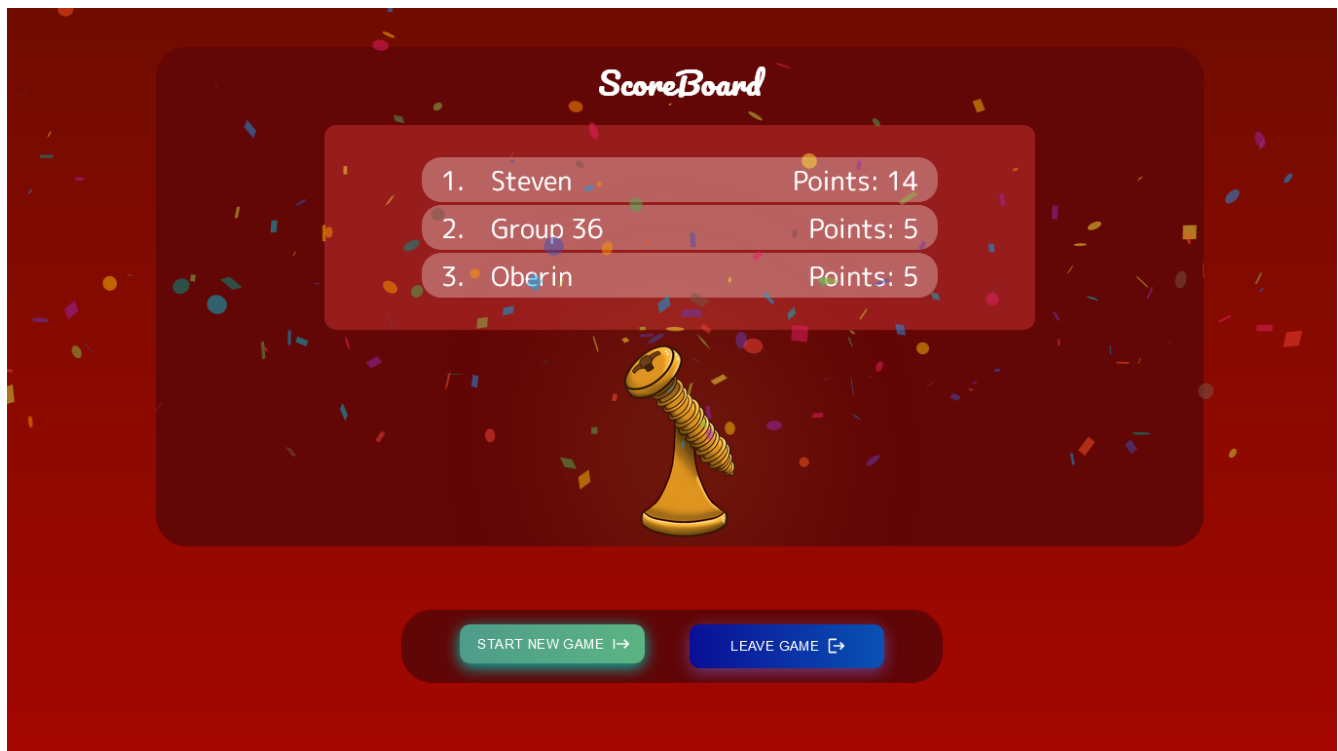 ScoreBoard
1. Steven Points: 14
2. Group 36 Points: 5
3. Oberin Points: 5
START NEW GAME
LEAVE GAME